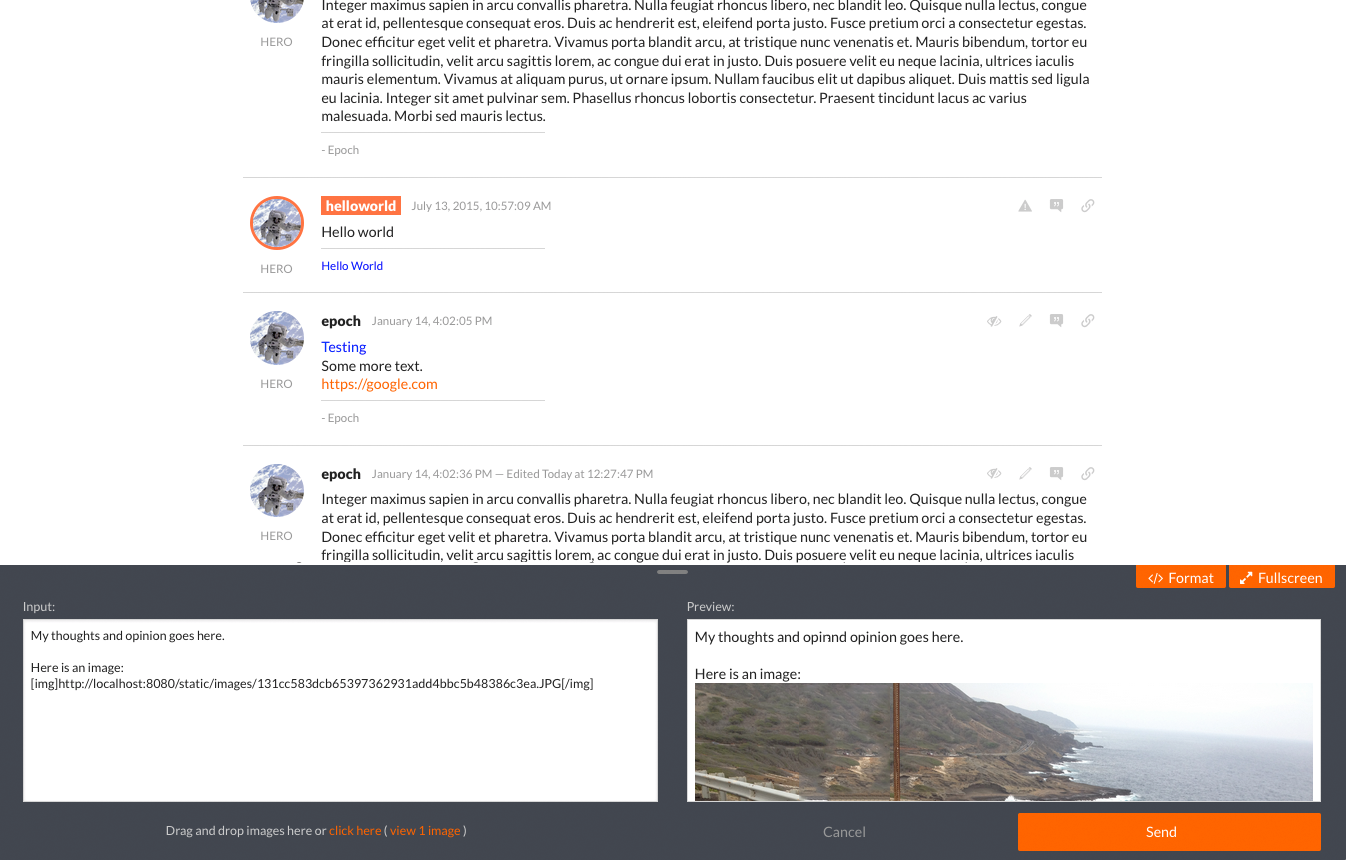 Integer maximus sapien in arcu convallis pharetra. Nulla feugiat rhoncus libero, nec blandit leo. Quisque nulla lectus, congue
at erat id, pellentesque consequat eros. Duis ac hendrerit est, eleifend porta justo. Fusce pretium orci a consectetur egestas.
HERO
Donec efficitur eget velit et pharetra. Vivamus porta blandit arcu, at tristique nunc venenatis et. Mauris bibendum, tortor eu
fringilla sollicitudin, velit arcu sagittis lorem, ac congue dui erat in justo. Duis posuere velit eu neque lacinia, ultrices iaculis
mauris elementum. Vivamus at aliquam purus, ut ornare ipsum. Nullam faucibus elit ut dapibus aliquet. Duis mattis sed ligula
eu lacinia. Integer sit amet pulvinar sem. Phasellus rhoncus lobortis consectetur. Praesent tincidunt lacus ac varius
malesuada. Morbi sed mauris lectus.
- Epoch
helloworld July 13, 2015, 10:57:09 AM
Hello world
HERO
Hello World
epoch January 14, 4:02:05 PM
Testing
Some more text.
HERO
https://google.com
- Epoch
epoch January 14, 4:02:36 PM — Edited Today at 12:27:47 PM
Integer maximus sapien in arcu convallis pharetra. Nulla feugiat rhoncus libero, nec blandit leo. Quisque nulla lectus, congue
at erat id, pellentesque consequat eros. Duis ac hendrerit est, eleifend porta justo. Fusce pretium orci a consectetur egestas.
HERO
Donec efficitur eget velit et pharetra. Vivamus porta blandit arcu, at tristique nunc venenatis et. Mauris bibendum, tortor eu
fringilla sollicitudin, velit arcu sagittis lorem, ac congue dui erat in justo. Duis posuere velit eu neque lacinia, ultrices iaculis
</> Format Fullscreen
Input:
My thoughts and opinion goes here.
Here is an image:
[img]http://localhost:8080/static/images/131cc583dcb65397362931add4bbc5b48386c3ea.JPG[/img]
Drag and drop images here or click here ( view 1 image )
Preview:
My thoughts and opinnd opinion goes here.
Here is an image:
Cancel
Send